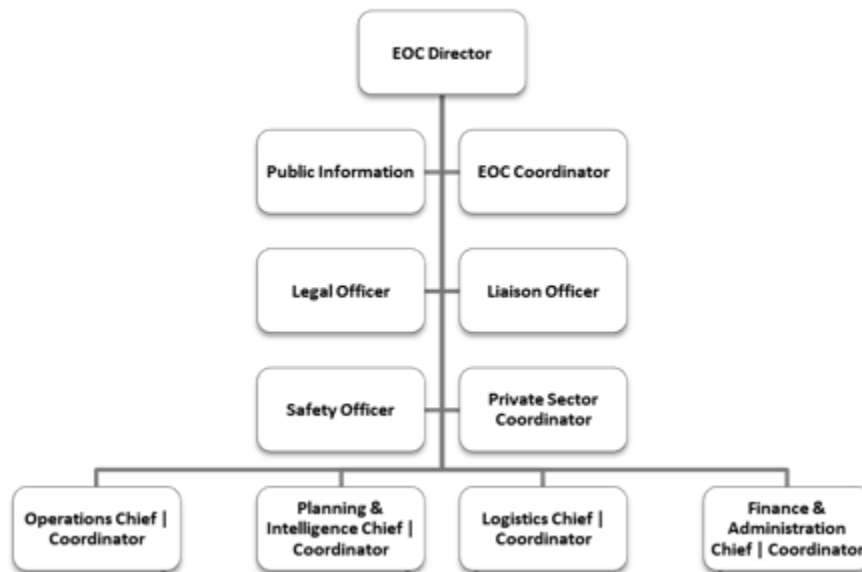 EOC Director
Public Information
EOC Coordinator
Legal Officer
Liaison Officer
Safety Officer
Private Sector
Coordinator
Operations Chief |
Coordinator
Planning &
Intelligence Chief |
Coordinator
Logistics Chief |
Coordinator
Finance &
Administration
Chief | Coordinator